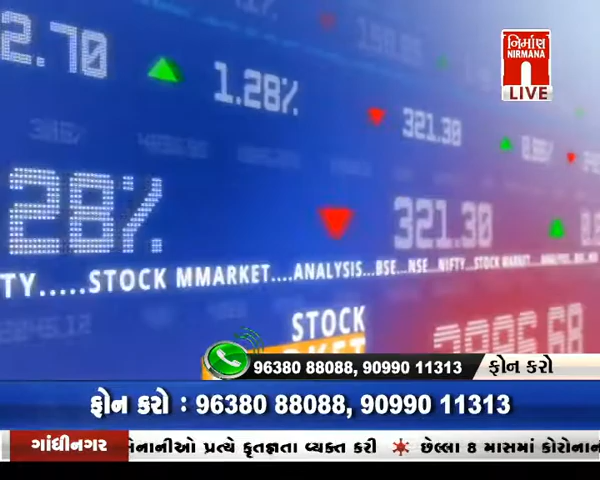 2.70
1.28%
નિર્માણ
NIRMANA
LIVE
321.30
28%
321.30
TY.....STOCK MMARKET....ANALYSIS...BSE...NSE...NIFTY...STOCK MARKET
STOCK
96380 88088, 90990 11313 ફોન કરો
ફોન કરો : 96380 88088, 90990 11313
ગાંધીનગર
પ્રત્યે કૃતજ્ઞતા વ્યક્ત કરી ✶ છેલ્લા 8 માસમાં